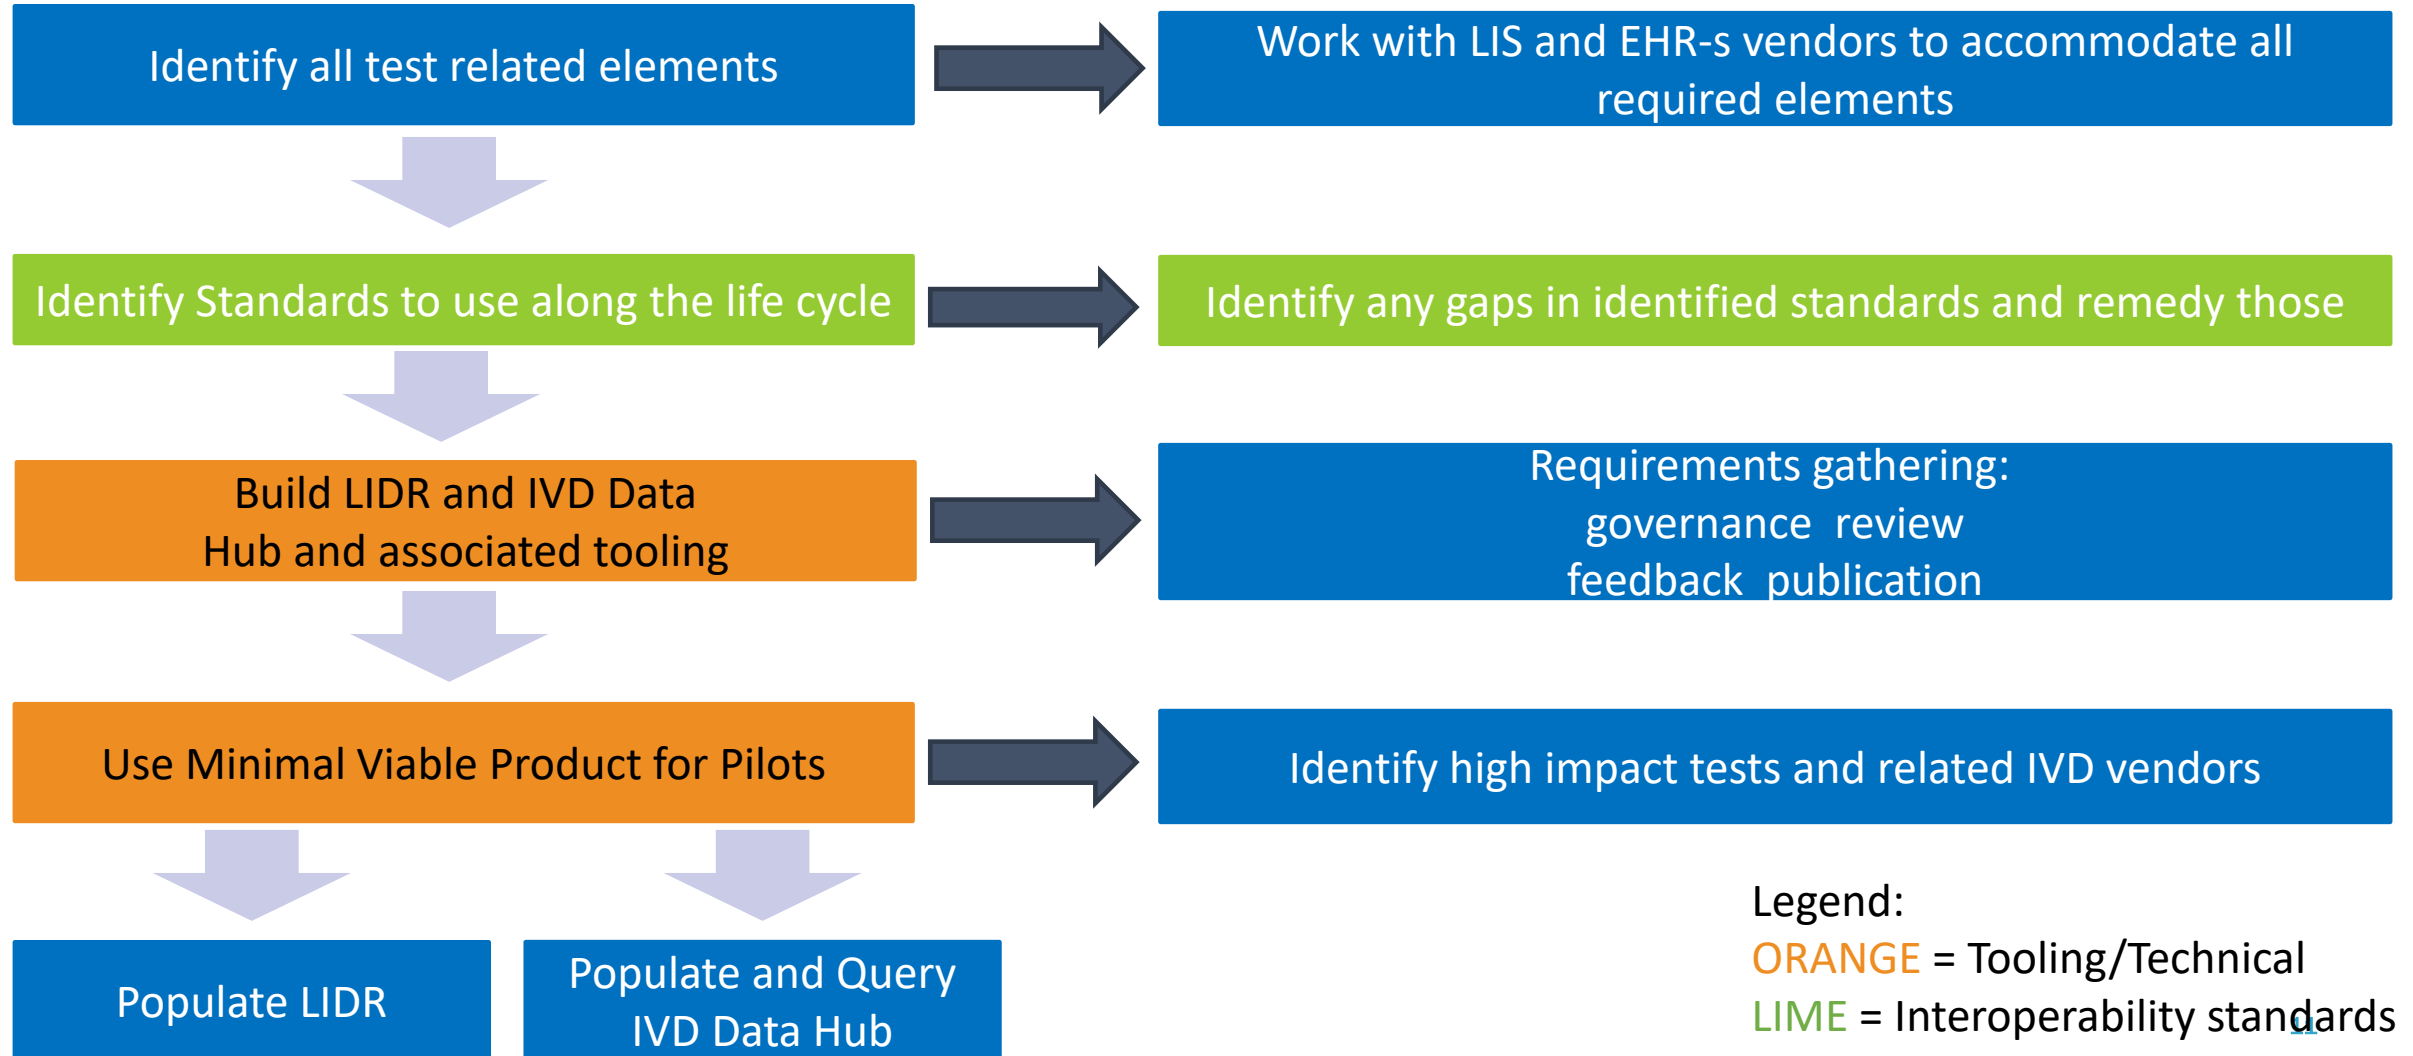 Identify all test related elements
Work with LIS and EHR-s vendors to accommodate all
required elements
Identify Standards to use along the life cycle
Identify any gaps in identified standards and remedy those
Build LIDR and IVD Data
Hub and associated tooling
Requirements gathering:
governance  review
feedback  publication
Use Minimal Viable Product for Pilots
Identify high impact tests and related IVD vendors
Populate LIDR
Populate and Query
IVD Data Hub
Legend:
ORANGE = Tooling/Technical
LIME = Interoperability standards
11